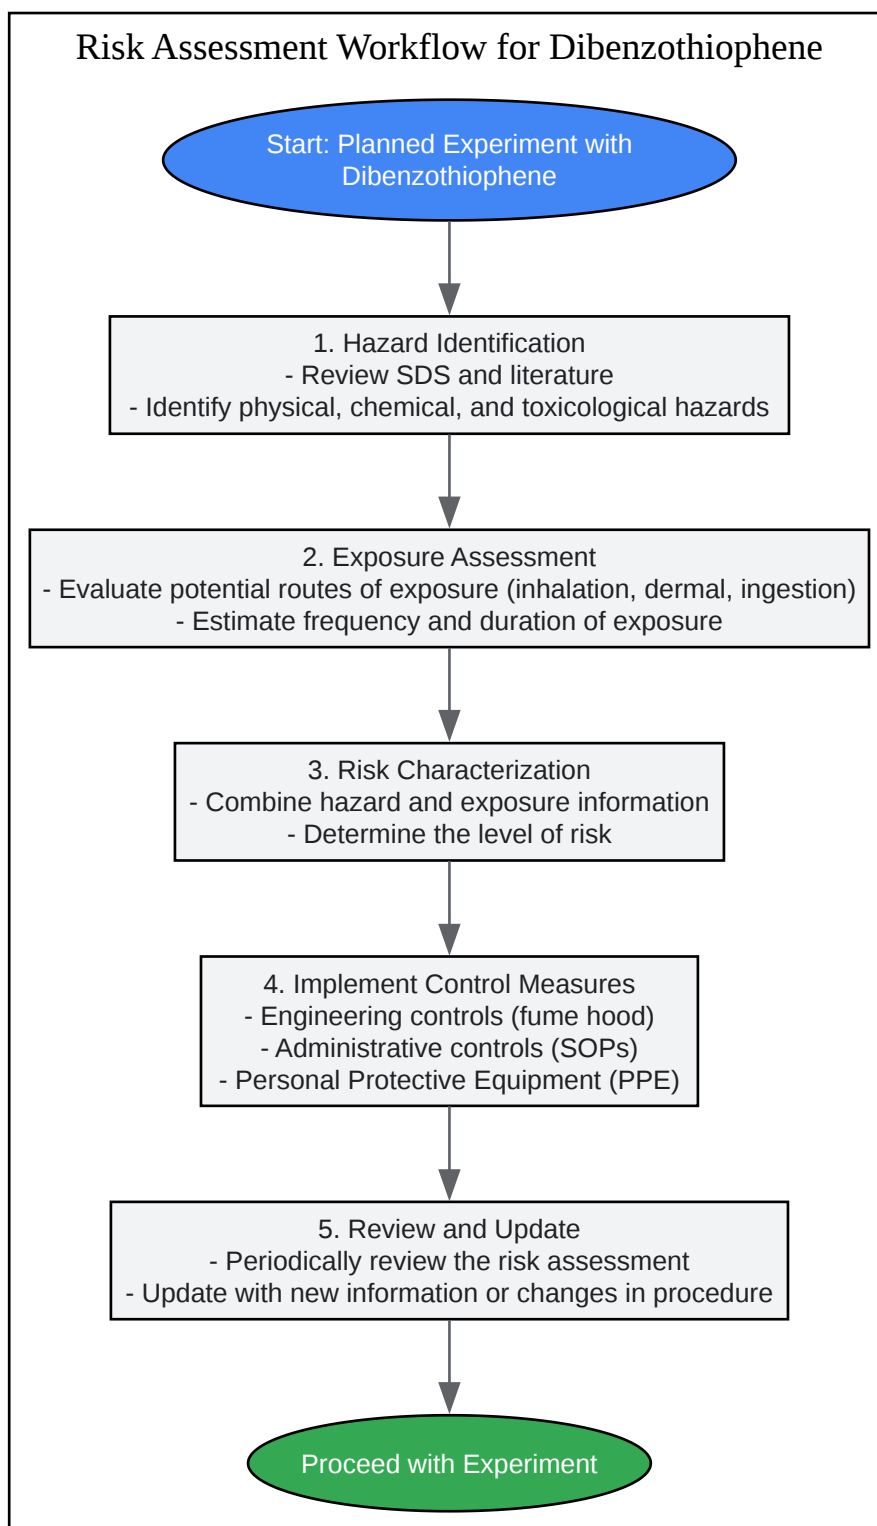 Risk Assessment Workflow for Dibenzothiophene
Start: Planned Experiment with
Dibenzothiophene
1. Hazard Identification
- Review SDS and literature
- Identify physical, chemical, and toxicological hazards
2. Exposure Assessment
- Evaluate potential routes of exposure (inhalation, dermal, ingestion)
- Estimate frequency and duration of exposure
3. Risk Characterization
- Combine hazard and exposure information
- Determine the level of risk
4. Implement Control Measures
- Engineering controls (fume hood)
- Administrative controls (SOPs)
- Personal Protective Equipment (PPE)
5. Review and Update
- Periodically review the risk assessment
- Update with new information or changes in procedure
Proceed with Experiment